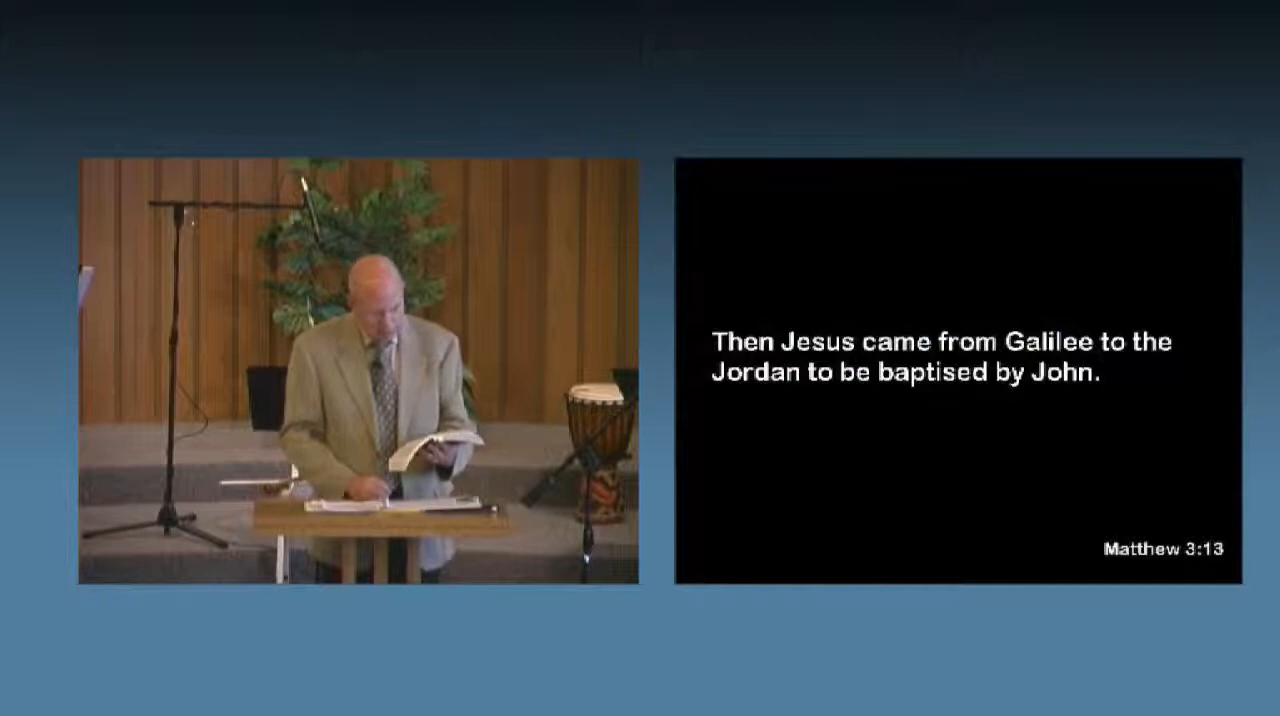 Then Jesus came from Galilee to the
Jordan to be baptised by John.
Matthew 3:13